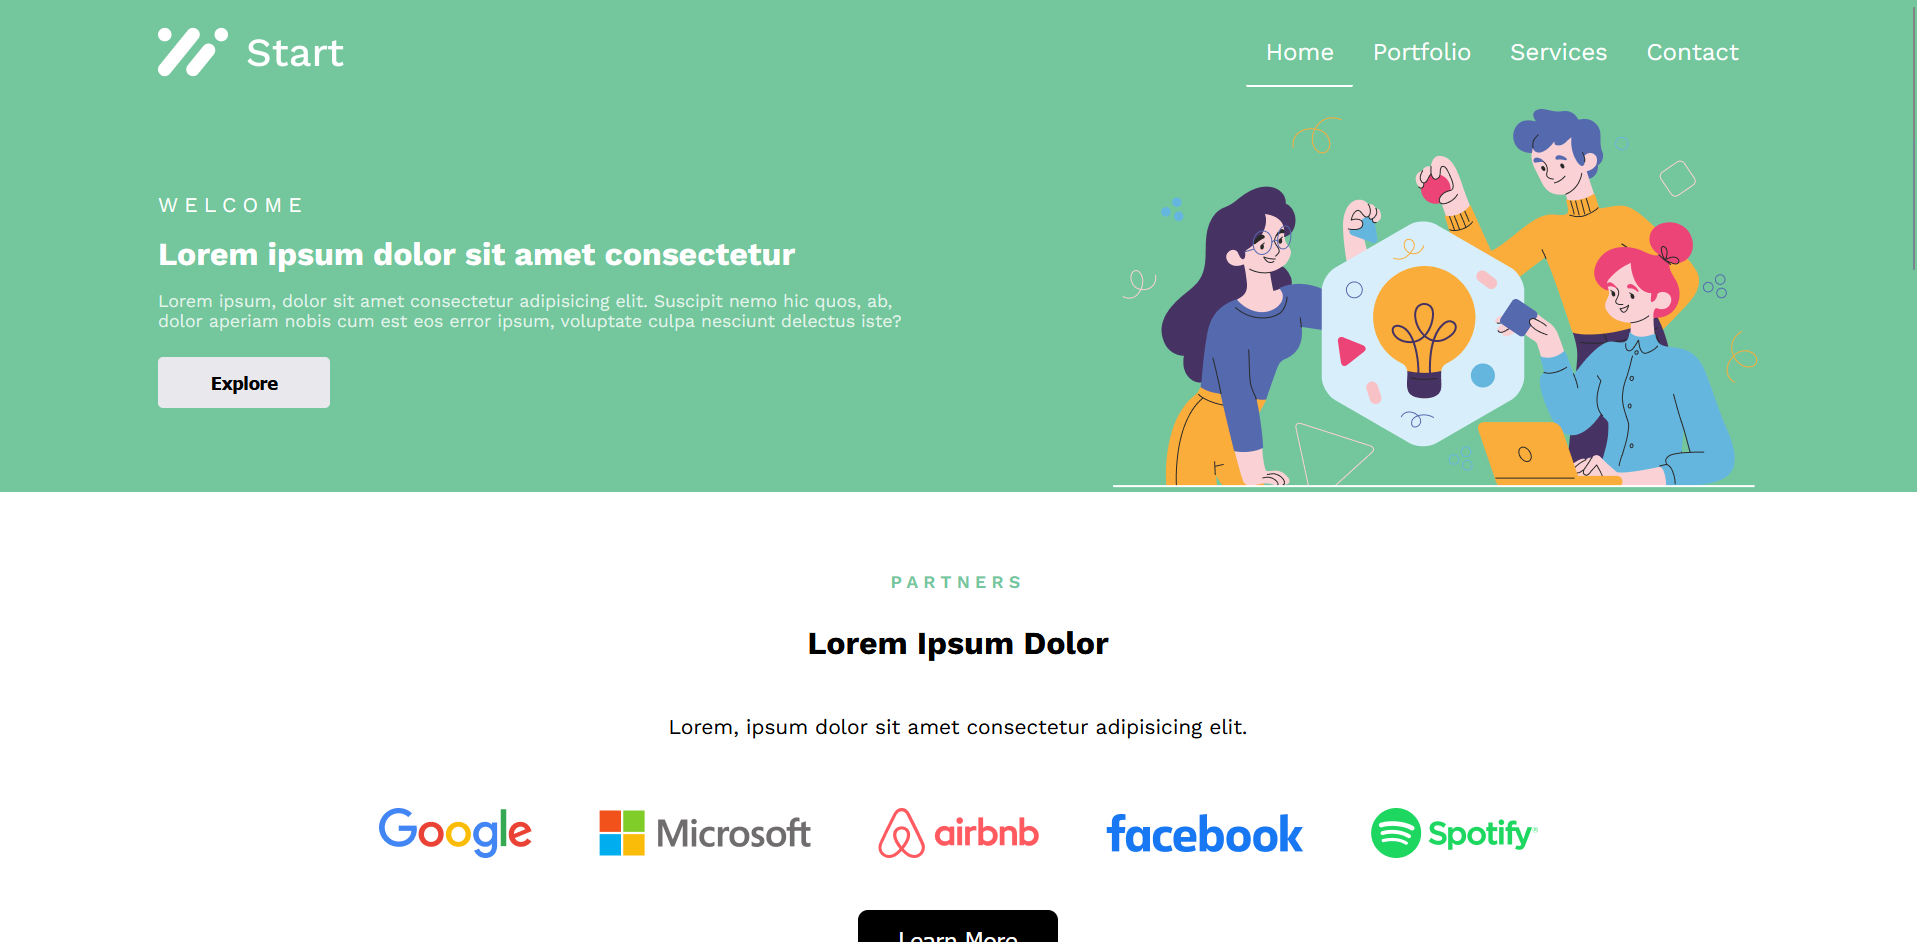 Start
Home Portfolio Services Contact
WELCOME
Lorem ipsum dolor sit amet consectetur
Lorem ipsum, dolor sit amet consectetur adipisicing elit. Suscipit nemo hic quos, ab,
dolor aperiam nobis cum est eos error ipsum, voluptate culpa nesciunt delectus iste?
Explore
PARTNERS
Lorem Ipsum Dolor
Lorem, ipsum dolor sit amet consectetur adipisicing elit.
Google Microsoft airbnb facebook Spotify
Learn More